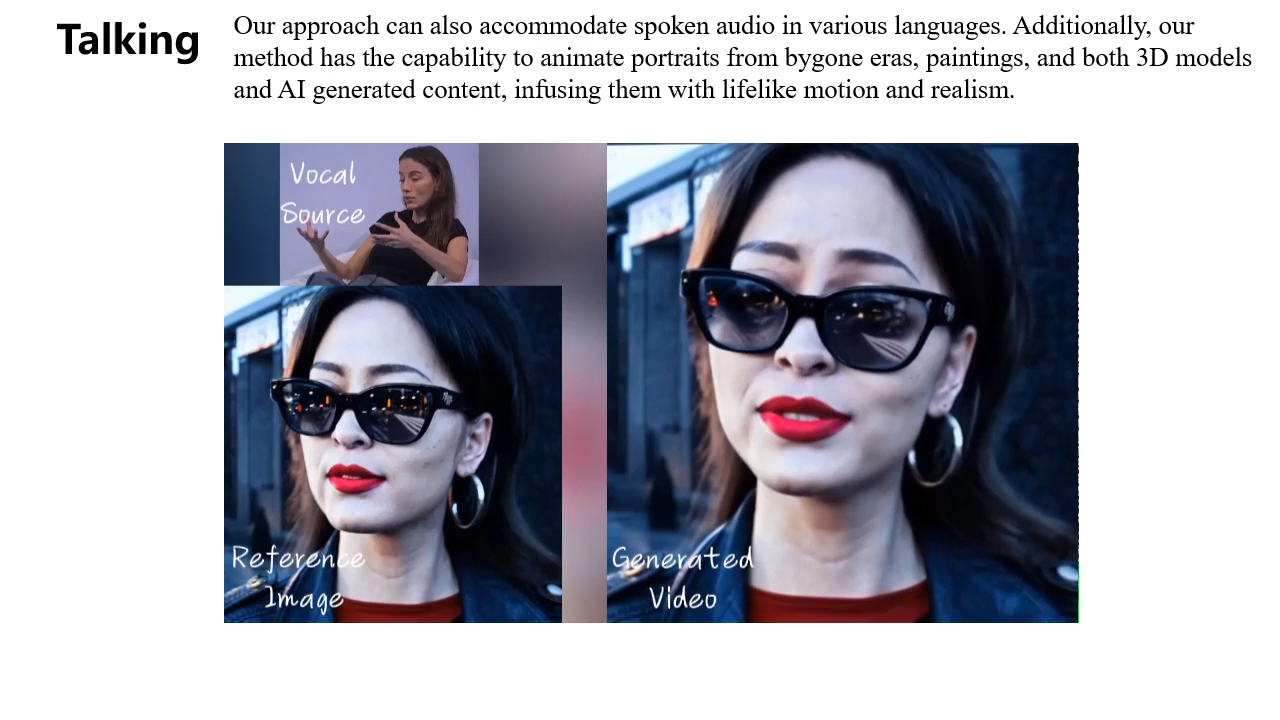 Talking
Our approach can also accommodate spoken audio in various languages. Additionally, our
method has the capability to animate portraits from bygone eras, paintings, and both 3D models
and AI generated content, infusing them with lifelike motion and realism.
Vocal
Source
Reference
Image
Generated
Video